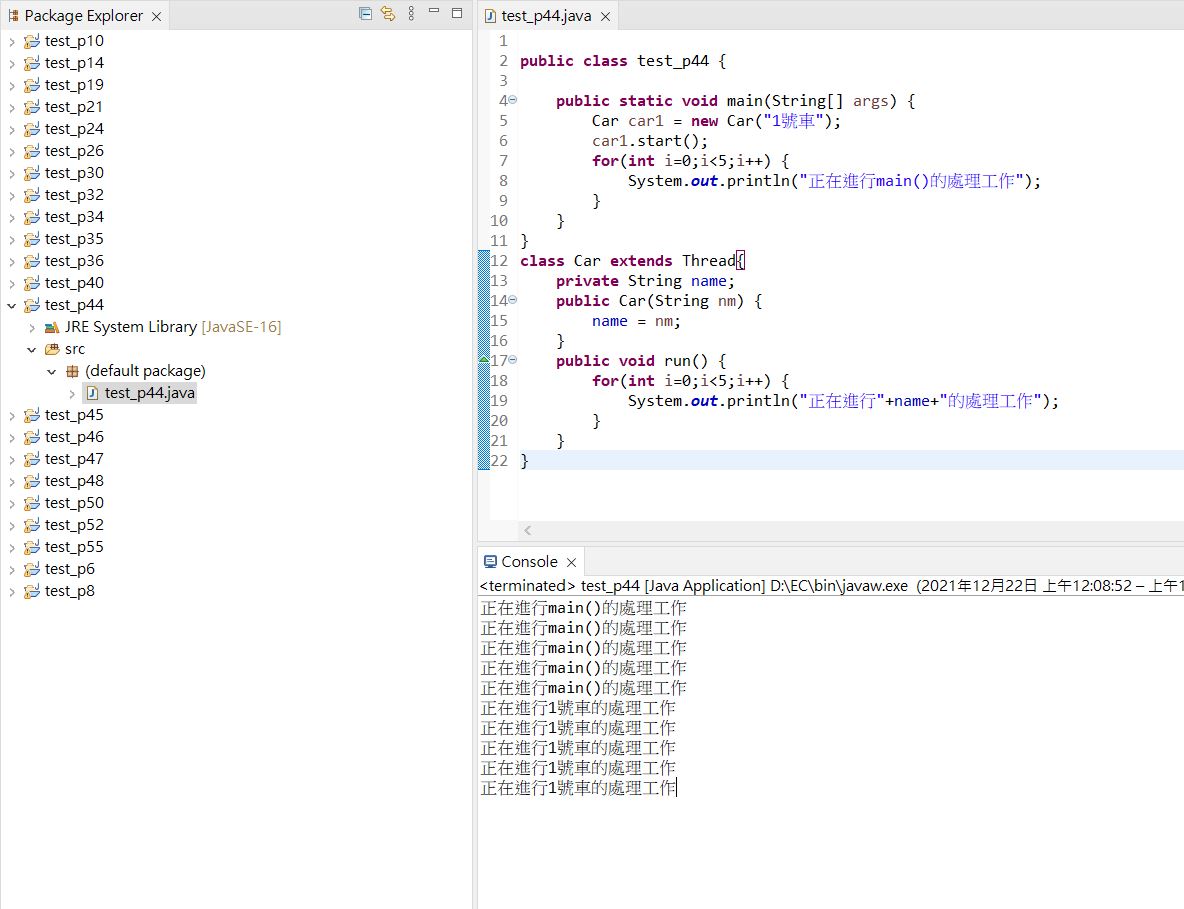 Package Explorer
test_p10
test_p14
test_p19
test_p21
test_p24
test_p26
test_p30
test_p32
test_p34
test_p35
test_p36
test_p40
test_p44
JRE System Library [JavaSE-16]
src
(default package)
test_p44.java
test_p45
test_p46
test_p47
test_p48
test_p50
test_p52
test_p55
test_p6
test_p8
test_p44.java
1
2 public class test_p44 {
3
4     public static void main(String[] args) {
5         Car car1 = new Car("1號車");
6         car1.start();
7         for(int i=0;i<5;i++) {
8             System.out.println("正在進行main()的處理工作");
9         }
10     }
11 }
12 class Car extends Thread{
13     private String name;
14     public Car(String nm) {
15         name = nm;
16     }
17     public void run() {
18         for(int i=0;i<5;i++) {
19             System.out.println("正在進行"+name+"的處理工作");
20         }
21     }
22 }
Console
<terminated> test_p44 [Java Application] D:\EC\bin\javaw.exe (2021年12月22日 上午12:08:52 – 上午1
正在進行main()的處理工作
正在進行main()的處理工作
正在進行main()的處理工作
正在進行main()的處理工作
正在進行main()的處理工作
正在進行1號車的處理工作
正在進行1號車的處理工作
正在進行1號車的處理工作
正在進行1號車的處理工作
正在進行1號車的處理工作